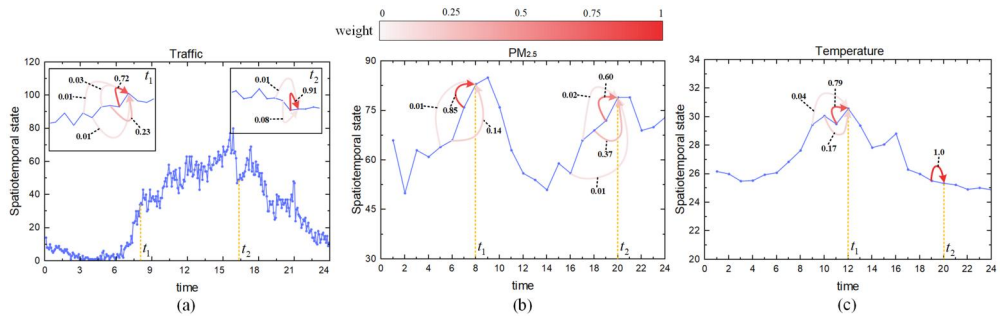 0 0.25 0.5 0.75 1
weight
Traffic
PM2.5
Temperature
Spatiotemporal state
120
100
80
60
40
20
0
0 3 6 9 12 15 18 21 24
time
t1
0.03
0.72
0.01
0.01
0.23
t2
0.01
0.91
0.08
t1
t2
(a)
Spatiotemporal state
90
75
60
45
30
0 2 4 6 8 10 12 14 16 18 20 22 24
time
0.01
0.85
0.14
0.60
0.02
0.37
0.01
t1
t2
(b)
Spatiotemporal state
34
32
30
28
26
24
22
20
0 2 4 6 8 10 12 14 16 18 20 22 24
time
0.79
0.04
0.17
1.0
t1
t2
(c)